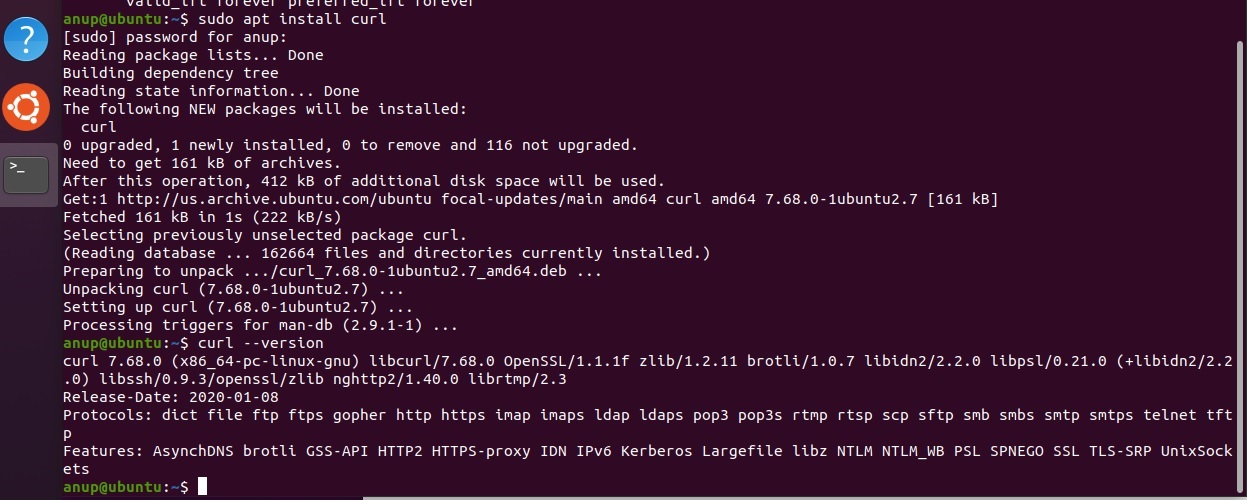 valid_lft forever preferred_lft forever
anup@ubuntu:~$ sudo apt install curl
[sudo] password for anup:
Reading package lists... Done
Building dependency tree
Reading state information... Done
The following NEW packages will be installed:
  curl
0 upgraded, 1 newly installed, 0 to remove and 116 not upgraded.
Need to get 161 kB of archives.
After this operation, 412 kB of additional disk space will be used.
Get:1 http://us.archive.ubuntu.com/ubuntu focal-updates/main amd64 curl amd64 7.68.0-1ubuntu2.7 [161 kB]
Fetched 161 kB in 1s (222 kB/s)
Selecting previously unselected package curl.
(Reading database ... 162664 files and directories currently installed.)
Preparing to unpack .../curl_7.68.0-1ubuntu2.7_amd64.deb ...
Unpacking curl (7.68.0-1ubuntu2.7) ...
Setting up curl (7.68.0-1ubuntu2.7) ...
Processing triggers for man-db (2.9.1-1) ...
anup@ubuntu:~$ curl --version
curl 7.68.0 (x86_64-pc-linux-gnu) libcurl/7.68.0 OpenSSL/1.1.1f zlib/1.2.11 brotli/1.0.7 libidn2/2.2.0 libpsl/0.21.0 (+libidn2/2.2
.0) libssh/0.9.3/openssl/zlib nghttp2/1.40.0 librtmp/2.3
Release-Date: 2020-01-08
Protocols: dict file ftp ftps gopher http https imap imaps ldap ldaps pop3 pop3s rtmp rtsp scp sftp smb smbs smtp smtps telnet tft
p
Features: AsynchDNS brotli GSS-API HTTP2 HTTPS-proxy IDN IPv6 Kerberos Largefile libz NTLM NTLM_WB PSL SPNEGO SSL TLS-SRP UnixSock
ets
anup@ubuntu:~$